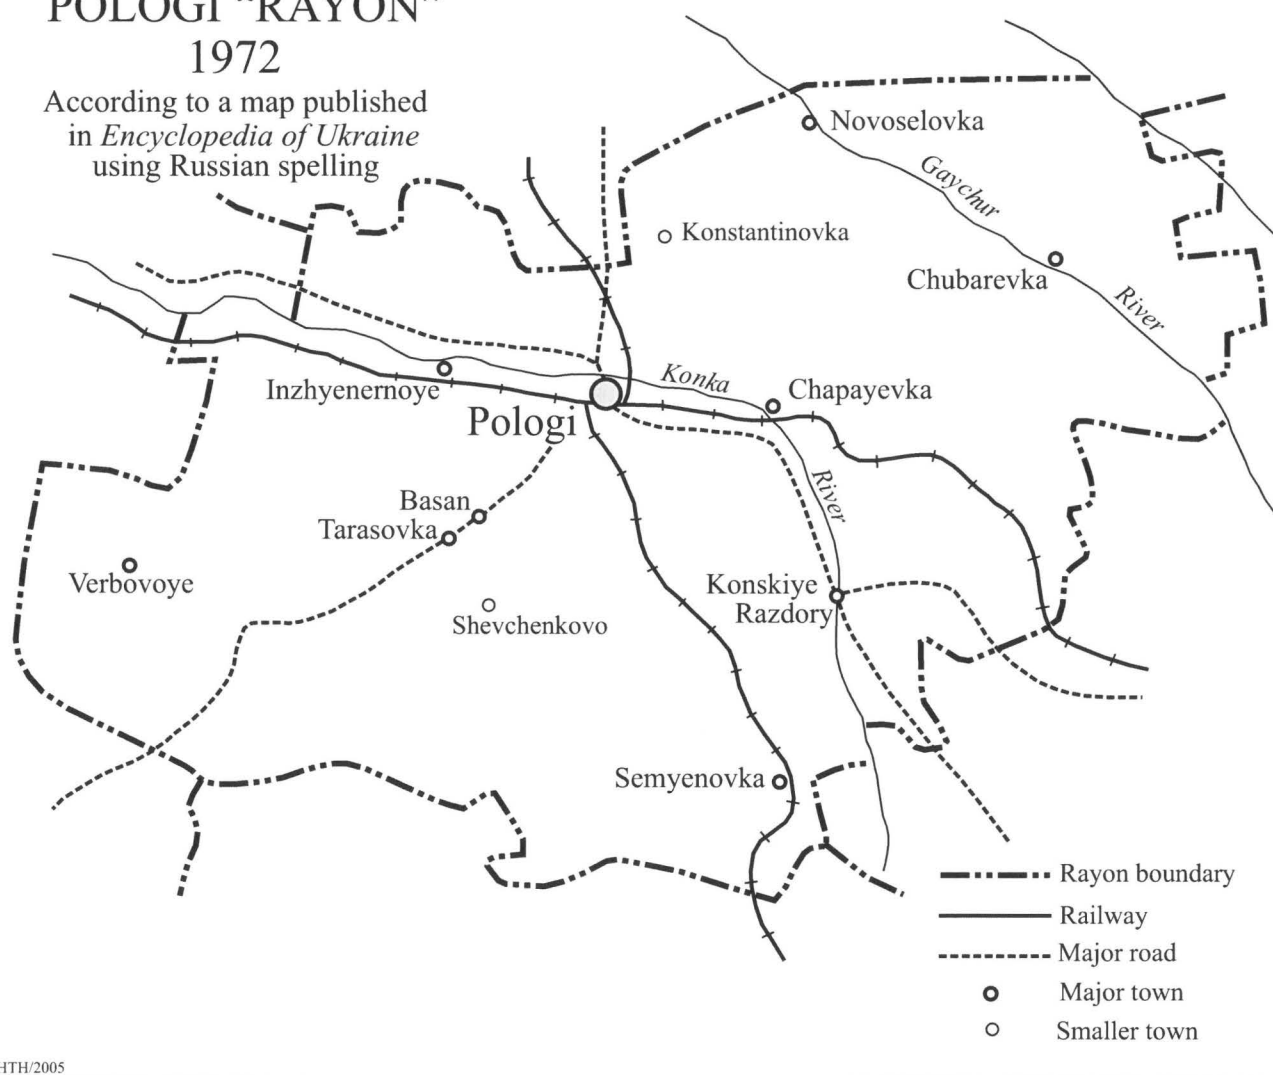 POLOGI "RAYON"
1972
According to a map published
in Encyclopedia of Ukraine
using Russian spelling
Novoselovka
Gaychur
Konstantinovka
Chubarevka
River
Konka
Inzhyenernoye
Chapayevka
Pologi
River
Basan
Tarasovka
Verbovoye
Konskiye
Razdory
Shevchenkovo
Semyenovka
Rayon boundary
Railway
Major road
Major town
Smaller town
HTH/2005